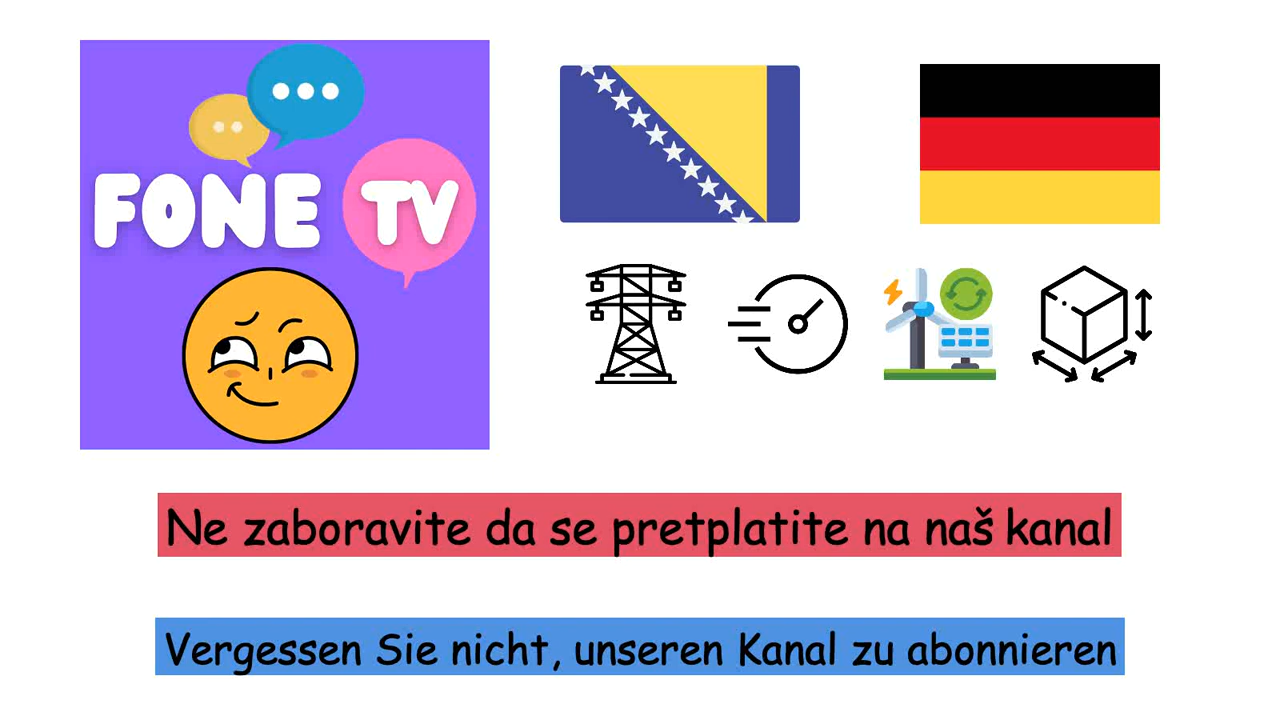 FONE TV
Ne zaboravite da se pretplatite na naš kanal
Vergessen Sie nicht, unseren Kanal zu abonnieren